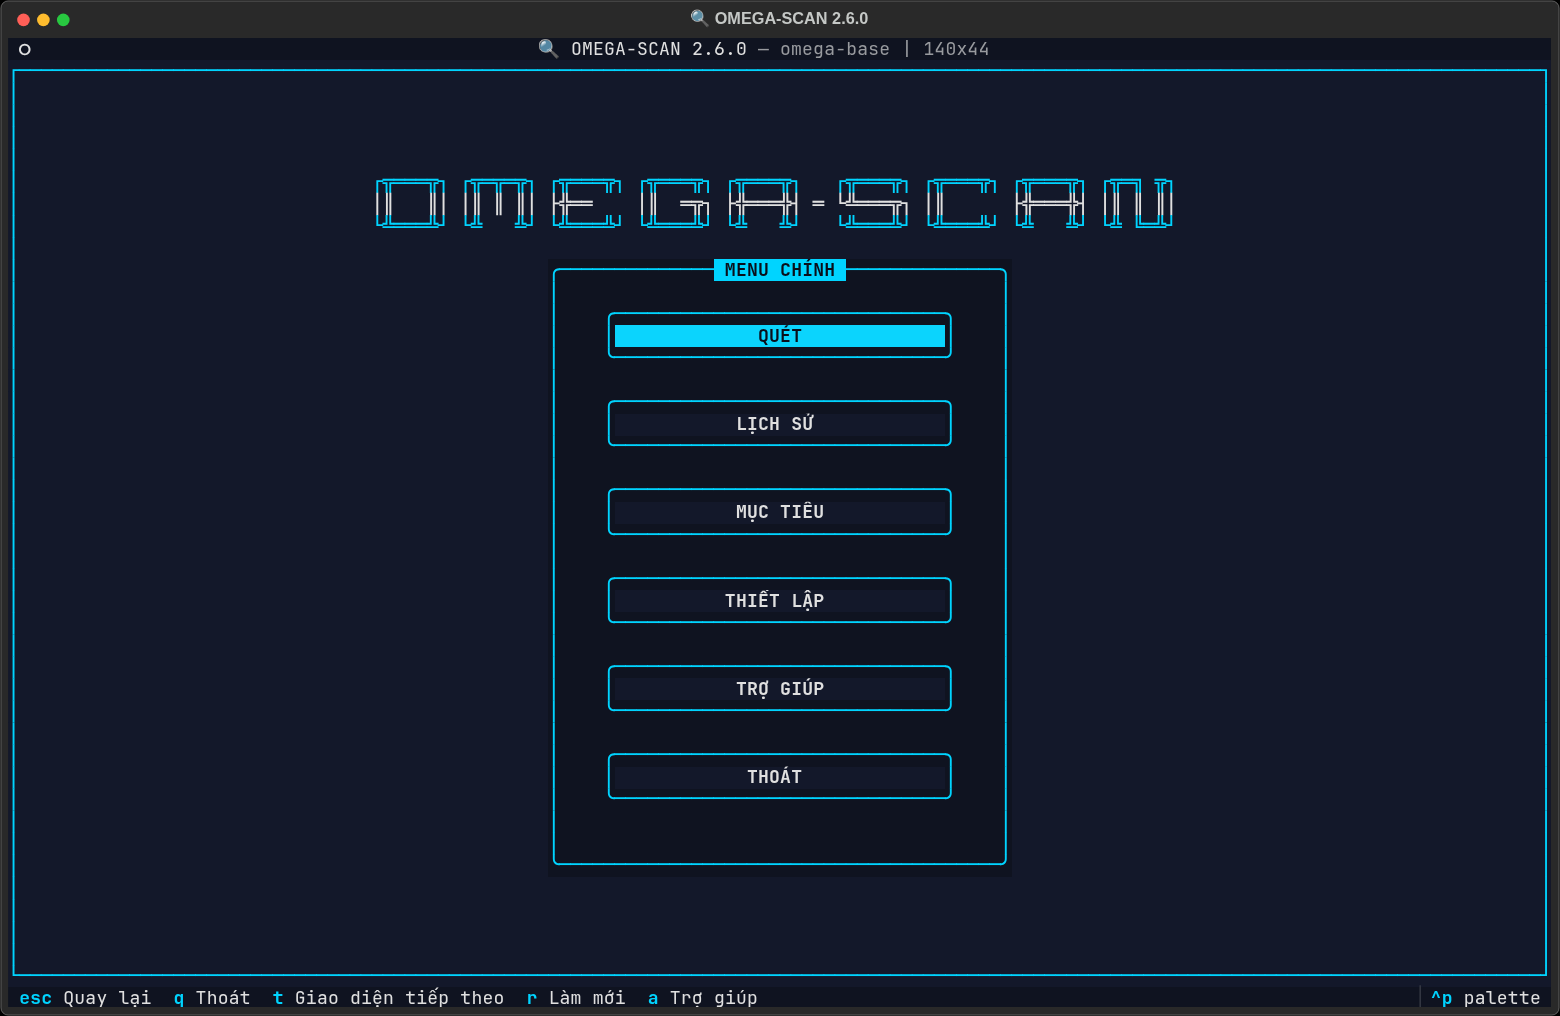 🔍 OMEGA-SCAN 2.6.0
🔍 OMEGA-SCAN 2.6.0 — omega-base | 140x44
OMEGA-SCAN
MENU CHÍNH
QUÉT
LỊCH SỬ
MỤC TIÊU
THIẾT LẬP
TRỢ GIÚP
THOÁT
esc Quay lại q Thoát t Giao diện tiếp theo r Làm mới a Trợ giúp ^p palette